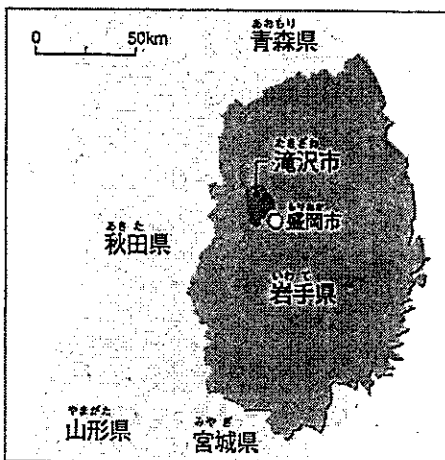 0 50km
あおもり
青森県
たきざわ
滝沢市
もりおか
盛岡市
あきた
秋田県
いわて
岩手県
やまがた
山形県
みやぎ
宮城県